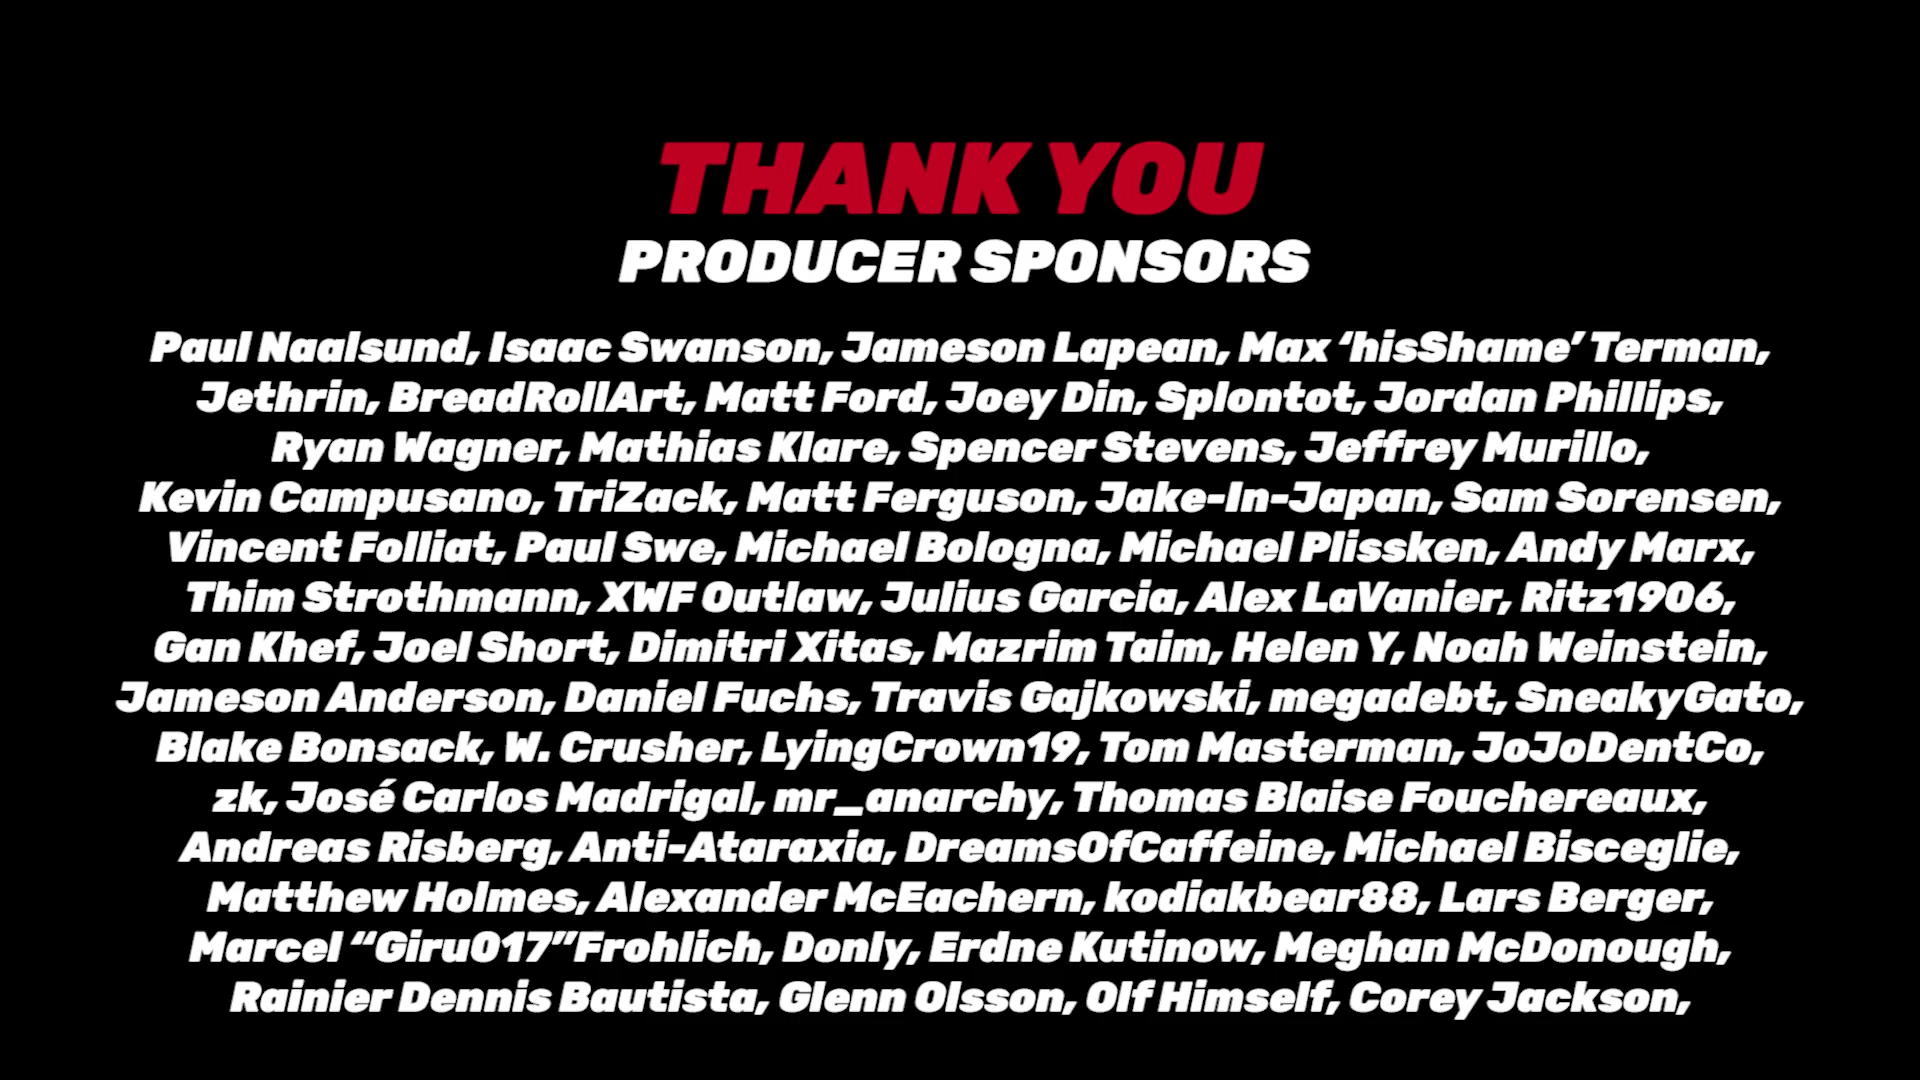 THANK YOU
PRODUCER SPONSORS
Paul Naalsund, Isaac Swanson, Jameson Lapean, Max ‘hisShame’ Terman,
Jethrin, BreadRollArt, Matt Ford, Joey Din, Splontot, Jordan Phillips,
Ryan Wagner, Mathias Klare, Spencer Stevens, Jeffrey Murillo,
Kevin Campusano, TriZack, Matt Ferguson, Jake-In-Japan, Sam Sorensen,
Vincent Folliat, Paul Swe, Michael Bologna, Michael Plissken, Andy Marx,
Thim Strothmann, XWF Outlaw, Julius Garcia, Alex LaVanier, Ritz1906,
Gan Khef, Joel Short, Dimitri Xitas, Mazrim Taim, Helen Y, Noah Weinstein,
Jameson Anderson, Daniel Fuchs, Travis Gajkowski, megadebt, SneakyGato,
Blake Bonsack, W. Crusher, LyingCrown19, Tom Masterman, JoJoDentCo,
zk, José Carlos Madrigal, mr_anarchy, Thomas Blaise Fouchereaux,
Andreas Risberg, Anti-Ataraxia, DreamsOfCaffeine, Michael Bisceglie,
Matthew Holmes, Alexander McEachern, kodiakbear88, Lars Berger,
Marcel “Giru017”Frohlich, Donly, Erdne Kutinow, Meghan McDonough,
Rainier Dennis Bautista, Glenn Olsson, Olf Himself, Corey Jackson,